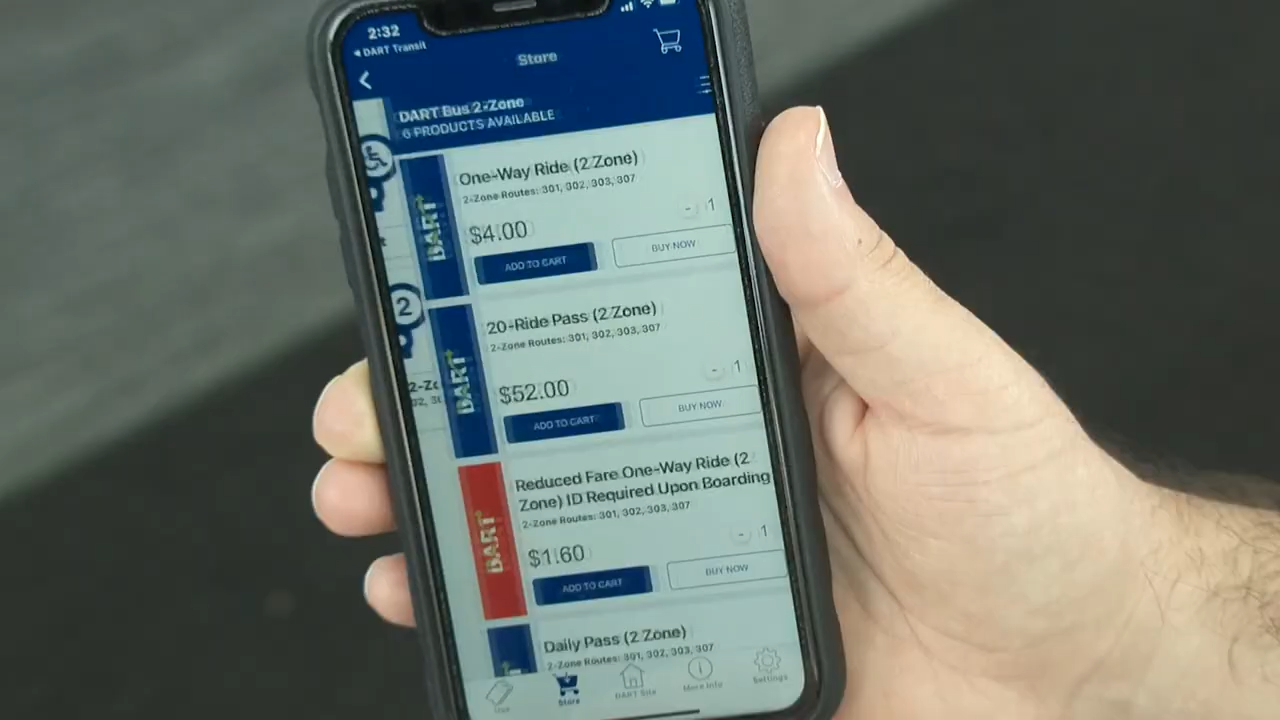 2:32
DART Transit
Store
DART Bus 2-Zone
6 PRODUCTS AVAILABLE
One-Way Ride (2 Zone)
2-Zone Routes: 301, 302, 303, 307
DART
- 1
$4.00
ADD TO CART
BUY NOW
2
20-Ride Pass (2 Zone)
2-Zone Routes: 301, 302, 303, 307
DART
- 1
$52.00
ADD TO CART
BUY NOW
Reduced Fare One-Way Ride (2
Zone) ID Required Upon Boarding
2-Zone Routes: 301, 302, 303, 307
DART
- 1
$1.60
ADD TO CART
BUY NOW
Daily Pass (2 Zone)
2-Zone Routes: 301, 302, 303, 307
Use
Store
DART Site
More Info
Settings